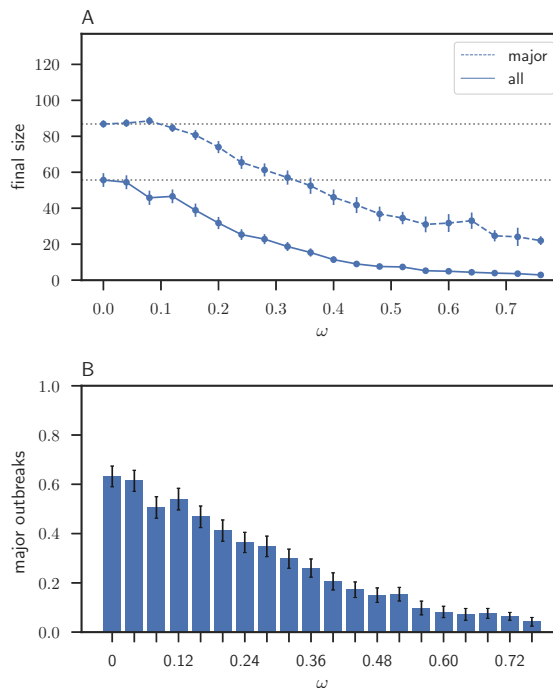 A
major
all
120
100
80
60
40
20
0
final size
0.0 0.1 0.2 0.3 0.4 0.5 0.6 0.7
ω
B
1.0
0.8
0.6
0.4
0.2
0.0
major outbreaks
0 0.12 0.24 0.36 0.48 0.60 0.72
ω